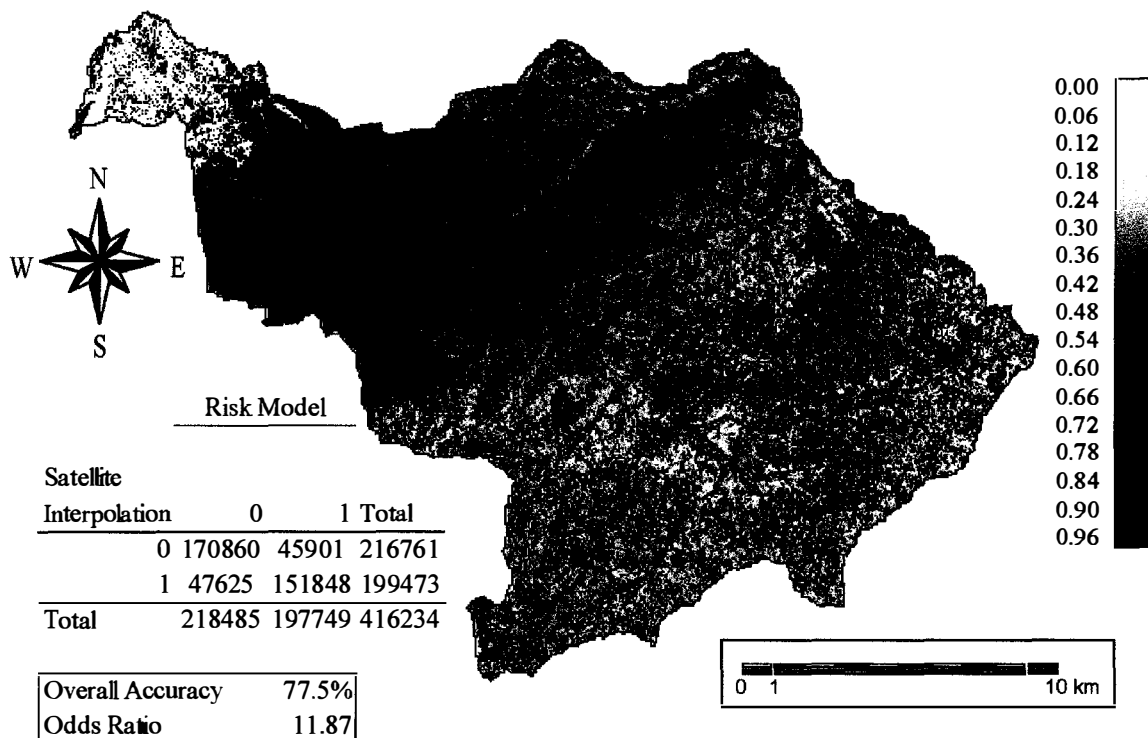 0.00
0.06
0.12
0.18
0.24
0.30
0.36
0.42
0.48
0.54
0.60
0.66
0.72
0.78
0.84
0.90
0.96
N
W E
S
Risk Model
Satellite
Interpolation 0 1 Total
0 170860 45901 216761
1 47625 151848 199473
Total 218485 197749 416234
Overall Accuracy 77.5%
Odds Ratio 11.87
0 1 10 km